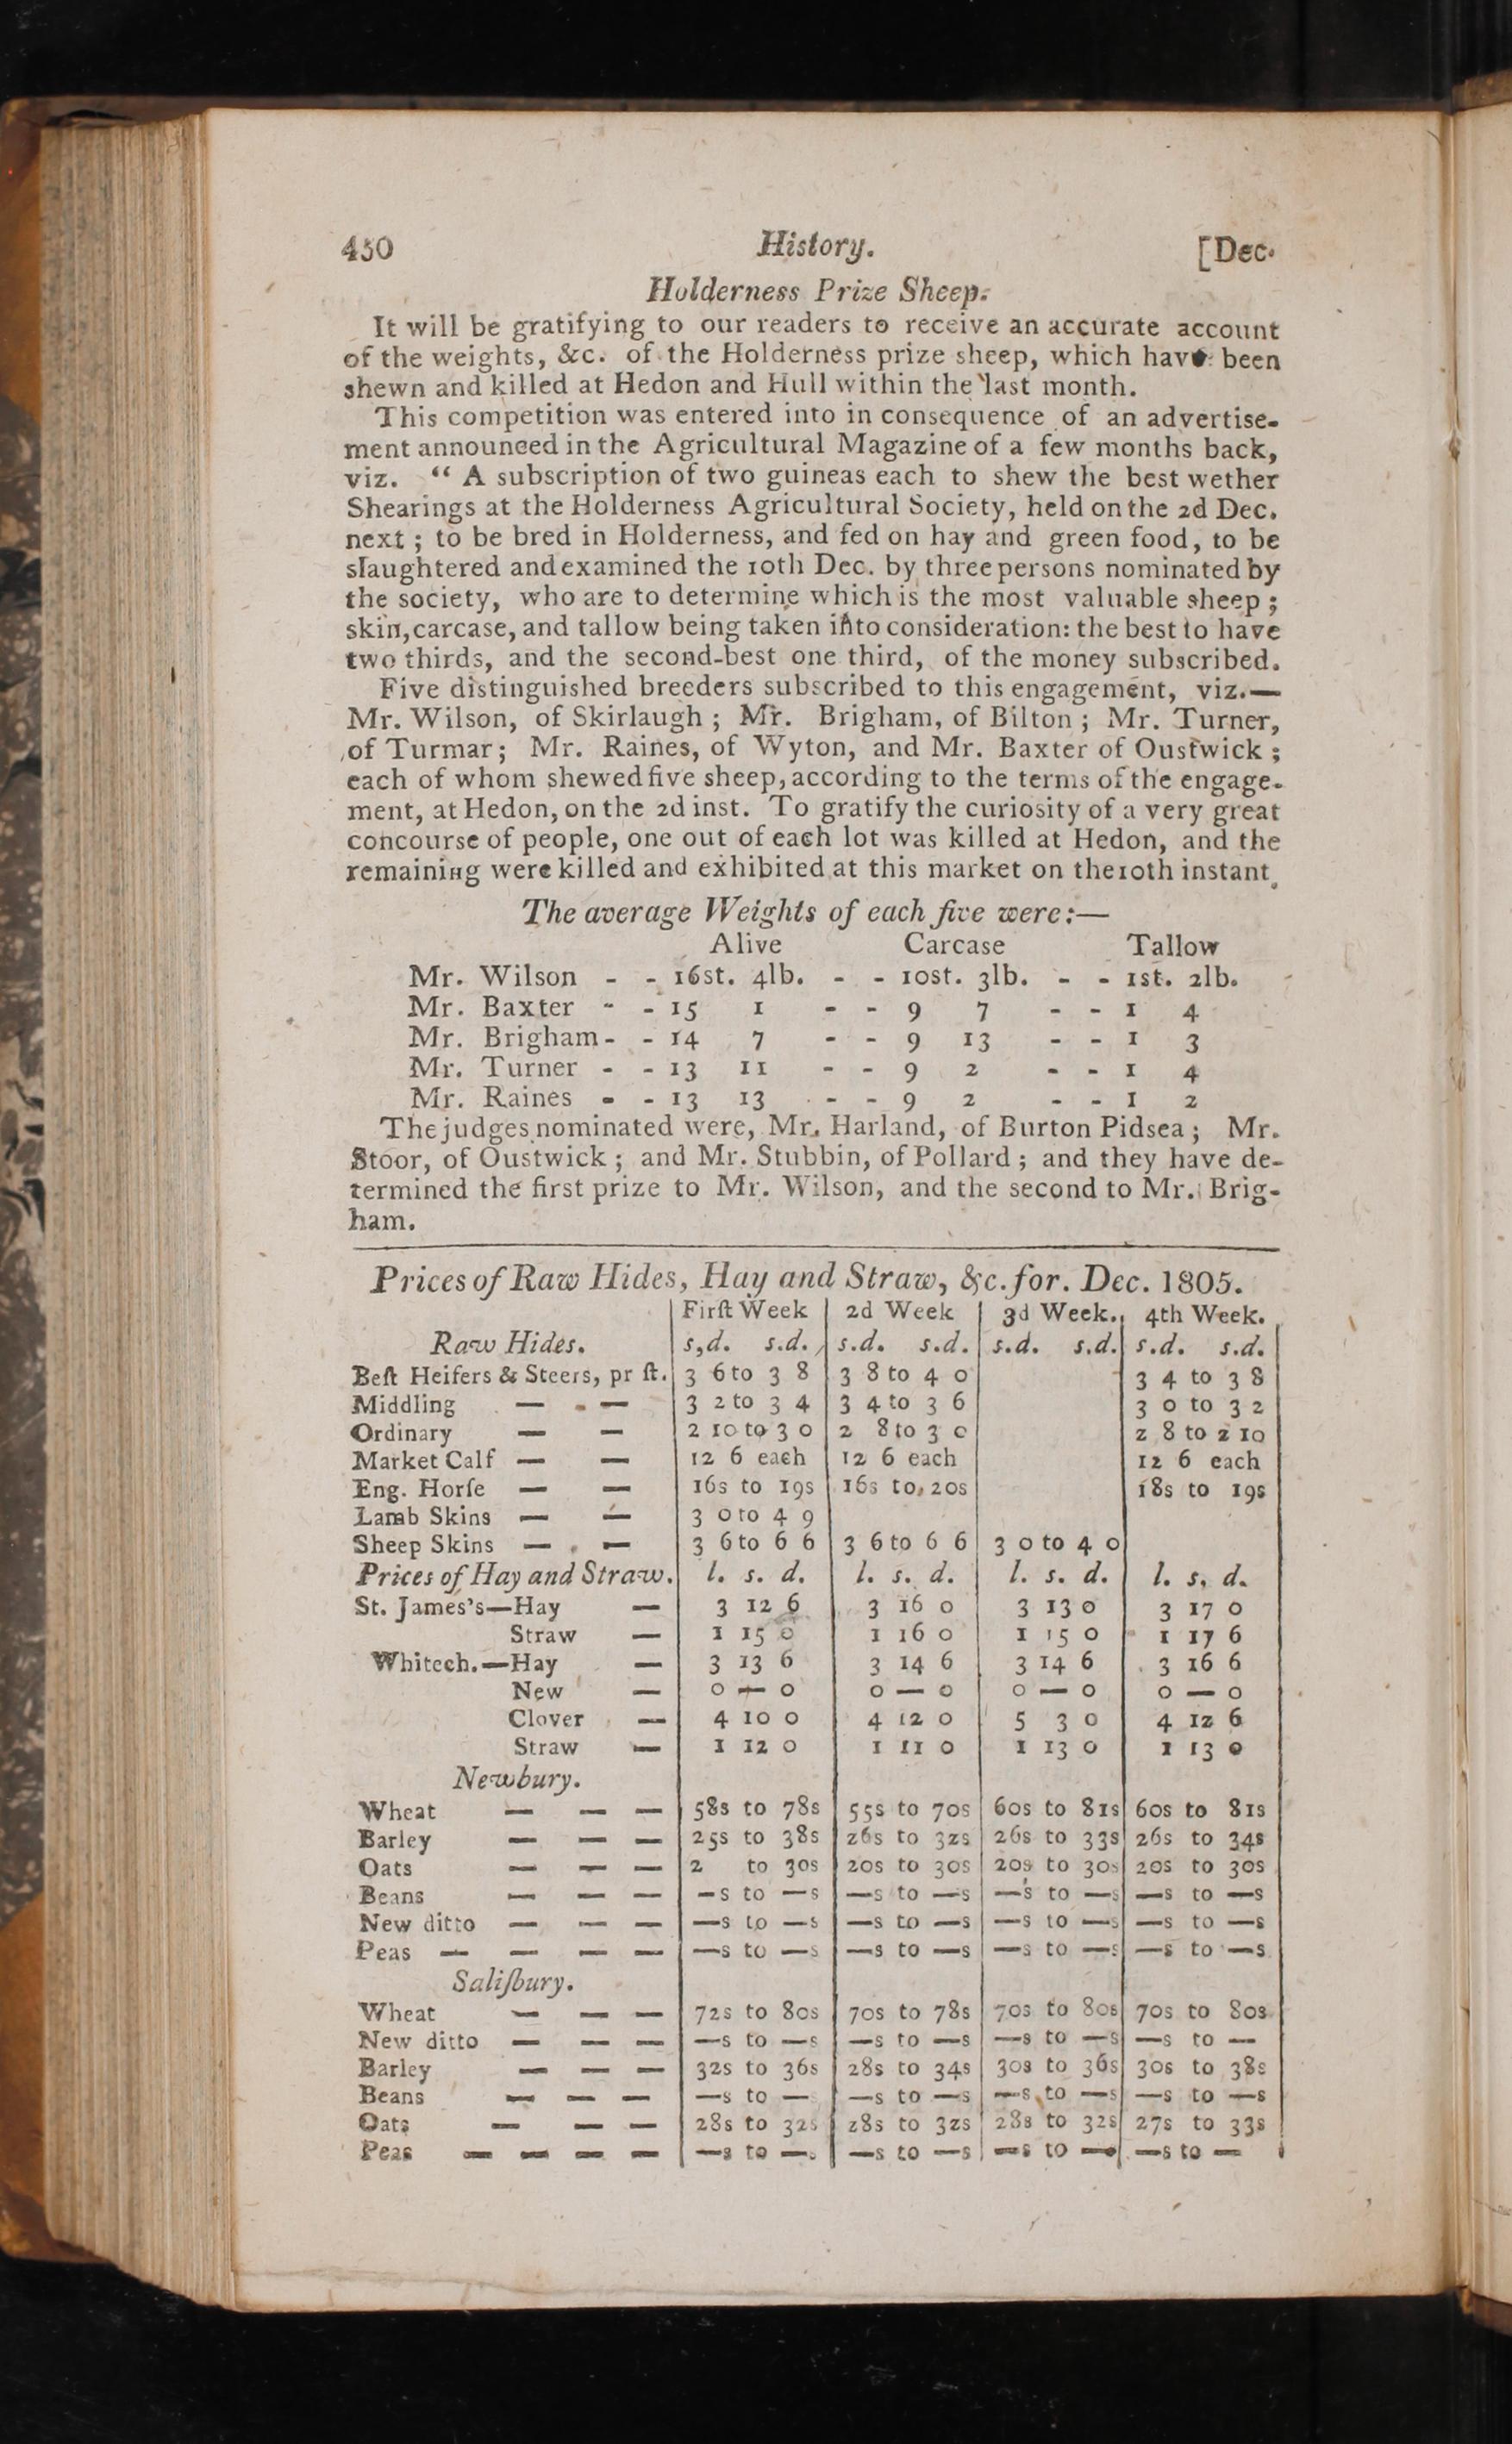 450 History. [Dec.
Holderness Prize Sheep.
It will be gratifying to our readers to receive an accurate account
of the weights, &c. of the Holderness prize sheep, which have been
shewn and killed at Hedon and Hull within the last month.
This competition was entered into in consequence of an advertise-
ment announced in the Agricultural Magazine of a few months back,
viz. “ A subscription of two guineas each to shew the best wether
Shearings at the Holderness Agricultural Society, held on the 2d Dec.
next ; to be bred in Holderness, and fed on hay and green food, to be
slaughtered and examined the 10th Dec. by three persons nominated by
the society, who are to determine which is the most valuable sheep ;
skin, carcase, and tallow being taken into consideration: the best to have
two thirds, and the second-best one third, of the money subscribed.
Five distinguished breeders subscribed to this engagement, viz.—
Mr. Wilson, of Skirlaugh ; Mr. Brigham, of Bilton ; Mr. Turner,
of Turmar; Mr. Raines, of Wyton, and Mr. Baxter of Oustwick ;
each of whom shewed five sheep, according to the terms of the engage-
ment, at Hedon, on the 2d inst. To gratify the curiosity of a very great
concourse of people, one out of each lot was killed at Hedon, and the
remaining were killed and exhibited at this market on the 10th instant.
The average Weights of each five were:—
Alive Carcase Tallow
Mr. Wilson - - 16st. 4lb. - - 10st. 3lb. - - 1st. 2lb.
Mr. Baxter - - 15 1 - - 9 7 - - 1 4
Mr. Brigham - - 14 7 - - 9 13 - - 1 3
Mr. Turner - - 13 11 - - 9 2 - - 1 4
Mr. Raines - - 13 13 - - 9 2 - - 1 2
The judges nominated were, Mr. Harland, of Burton Pidsea ; Mr.
Stoor, of Oustwick ; and Mr. Stubbin, of Pollard ; and they have de-
termined the first prize to Mr. Wilson, and the second to Mr. Brig-
ham.
Prices of Raw Hides, Hay and Straw, &c. for. Dec. 1805.
Firſt Week 2d Week 3d Week. 4th Week.
Raw Hides. s,d. s.d. s.d. s.d. s.d. s.d. s.d. s.d.
Beſt Heifers & Steers, pr ſt. 3 6 to 3 8 3 8 to 4 0 3 4 to 3 8
Middling — — 3 2 to 3 4 3 4 to 3 6 3 0 to 3 2
Ordinary — — 2 10 to 3 0 2 8 to 3 0 2 8 to 2 10
Market Calf — — 12 6 each 12 6 each 12 6 each
Eng. Horſe — — 16s to 19s 16s to 20s 18s to 19s
Lamb Skins — — 3 0 to 4 9
Sheep Skins — — 3 6 to 6 6 3 6 to 6 6 3 0 to 4 0
Prices of Hay and Straw. l. s. d. l. s. d. l. s. d. l. s. d.
St. James's—Hay — 3 12 6 3 16 0 3 13 0 3 17 0
Straw — 1 15 0 1 16 0 1 15 0 1 17 6
Whitech.—Hay — 3 13 6 3 14 6 3 14 6 3 16 6
New — 0 — 0 0 — 0 0 — 0 0 — 0
Clover — 4 10 0 4 12 0 5 3 0 4 12 6
Straw — 1 12 0 1 11 0 1 13 0 1 13 0
Newbury.
Wheat — — — 58s to 78s 55s to 70s 60s to 81s 60s to 81s
Barley — — — 25s to 38s 26s to 32s 26s to 33s 26s to 34s
Oats — — — 2 to 30s 20s to 30s 20s to 30s 20s to 30s
Beans — — — —s to —s —s to —s —s to —s —s to —s
New ditto — — — —s to —s —s to —s —s to —s —s to —s
Peas — — — — —s to —s —s to —s —s to —s —s to —s
Saliſbury.
Wheat — — — 72s to 80s 70s to 78s 70s to 80s 70s to 80s
New ditto — — — —s to —s —s to —s —s to —s —s to —
Barley — — — 32s to 36s 28s to 34s 30s to 36s 30s to 38s
Beans — — — —s to — —s to —s —s to —s —s to —s
Oats — — — 28s to 32s 28s to 32s 28s to 32s 27s to 33s
Peas — — — — —s to —s —s to —s —s to — —s to —